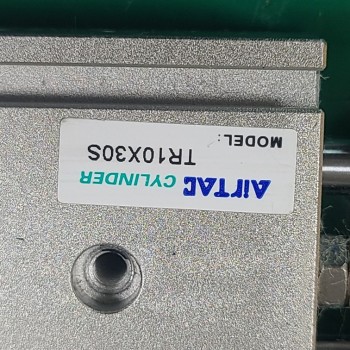 AirTAC CYLINDER
MODEL:
TR10X30S